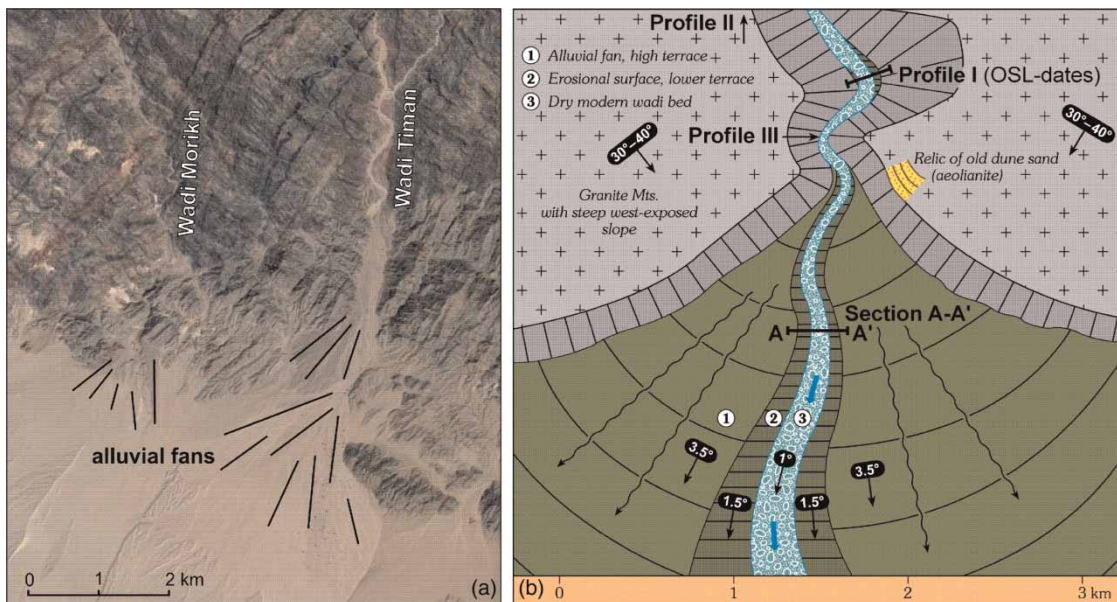 Wadi Morikh
Wadi Timan
alluvial fans
0 1 2 km
(a)
Profile II
1 Alluvial fan, high terrace
2 Erosional surface, lower terrace
3 Dry modern wadi bed
Profile I (OSL-dates)
Profile III
30°–40°
30°–40°
Relic of old dune sand
(aeolianite)
Granite Mts.
with steep west-exposed
slope
Section A-A'
A A'
1 2 3
3.5° 1° 3.5°
1.5° 1.5°
(b)
0 1 2 3 km